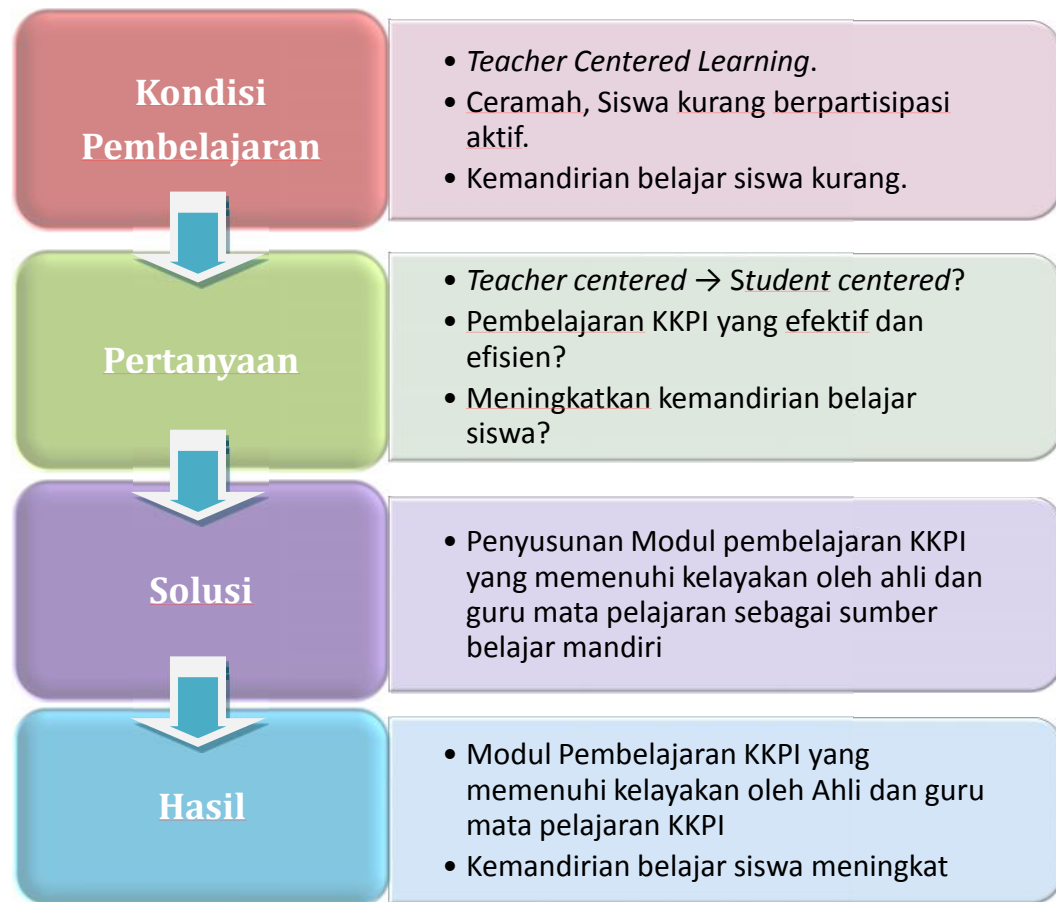 Kondisi
Pembelajaran
• Teacher Centered Learning.
• Ceramah, Siswa kurang berpartisipasi
aktif.
• Kemandirian belajar siswa kurang.
Pertanyaan
• Teacher centered → Student centered?
• Pembelajaran KKPI yang efektif dan
efisien?
• Meningkatkan kemandirian belajar
siswa?
Solusi
• Penyusunan Modul pembelajaran KKPI
yang memenuhi kelayakan oleh ahli dan
guru mata pelajaran sebagai sumber
belajar mandiri
Hasil
• Modul Pembelajaran KKPI yang
memenuhi kelayakan oleh Ahli dan guru
mata pelajaran KKPI
• Kemandirian belajar siswa meningkat